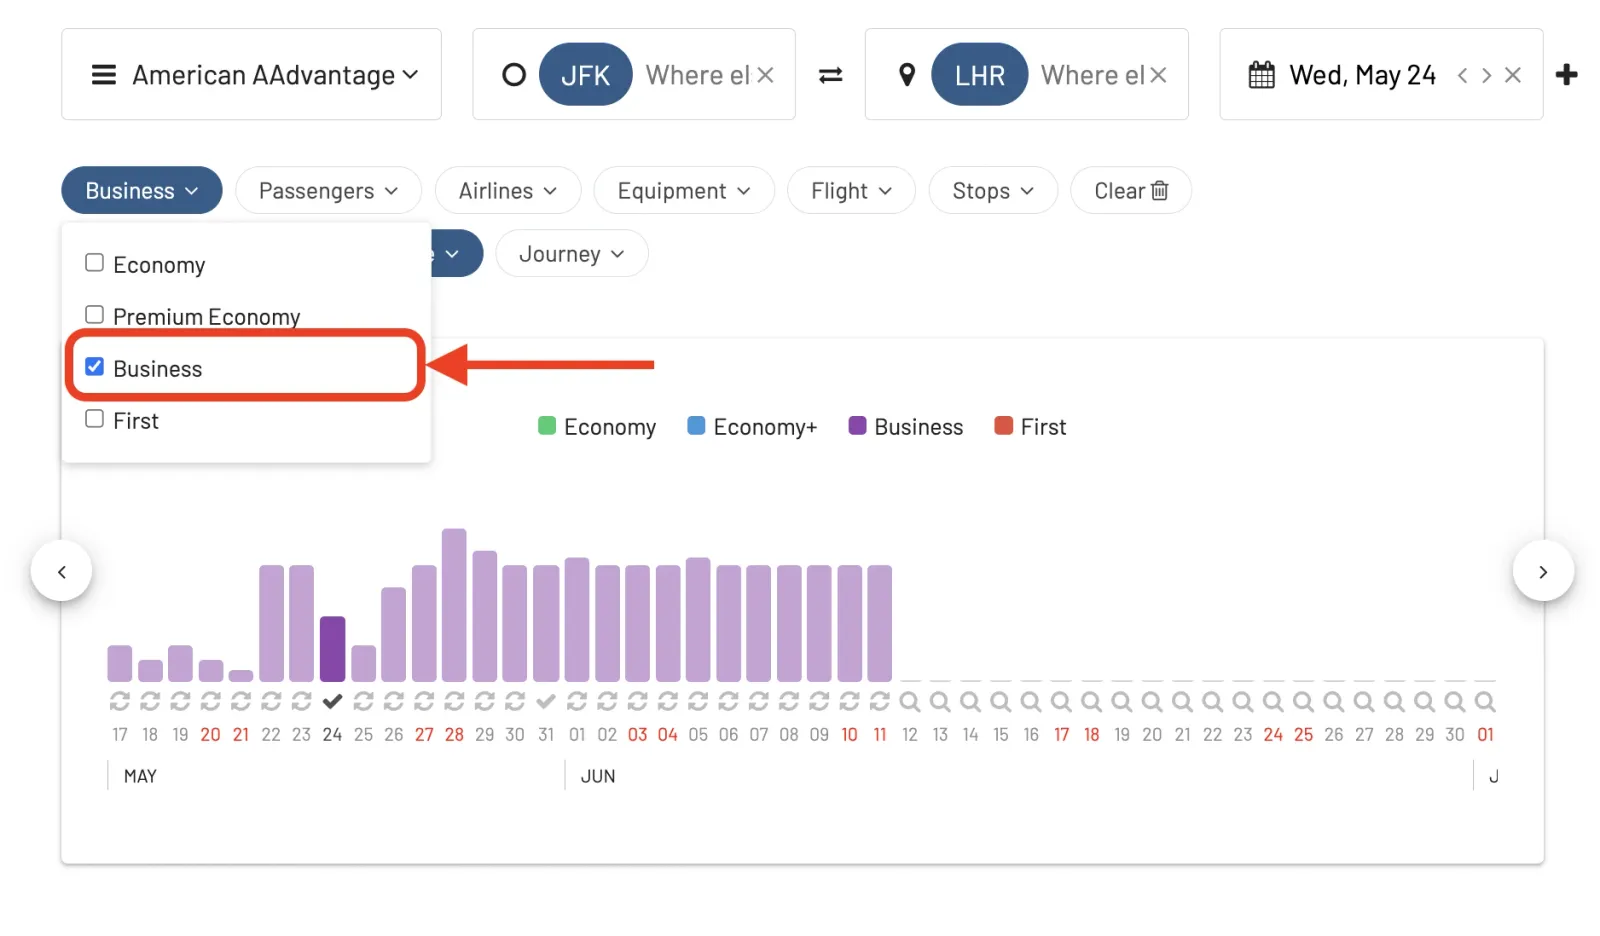 American AAdvantage JFK Where el LHR Where el Wed, May 24
Business Passengers Airlines Equipment Flight Stops Clear
Journey
Economy
Premium Economy
Business
First
Economy Economy+ Business First
17 18 19 20 21 22 23 24 25 26 27 28 29 30 31 01 02 03 04 05 06 07 08 09 10 11 12 13 14 15 16 17 18 19 20 21 22 23 24 25 26 27 28 29 30 01
MAY JUN J